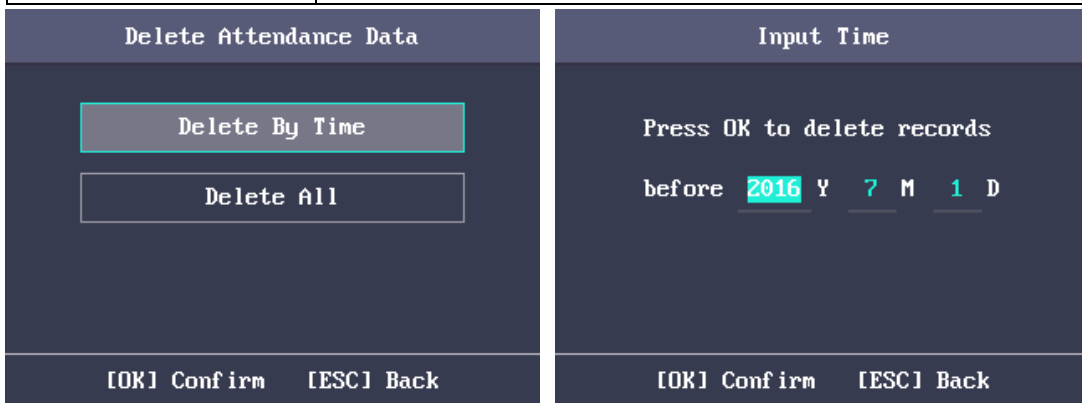 Delete Attendance Data
Delete By Time
Delete All
[OK] Confirm [ESC] Back
Input Time
Press OK to delete records
before 2016 Y 7 M 1 D
[OK] Confirm [ESC] Back